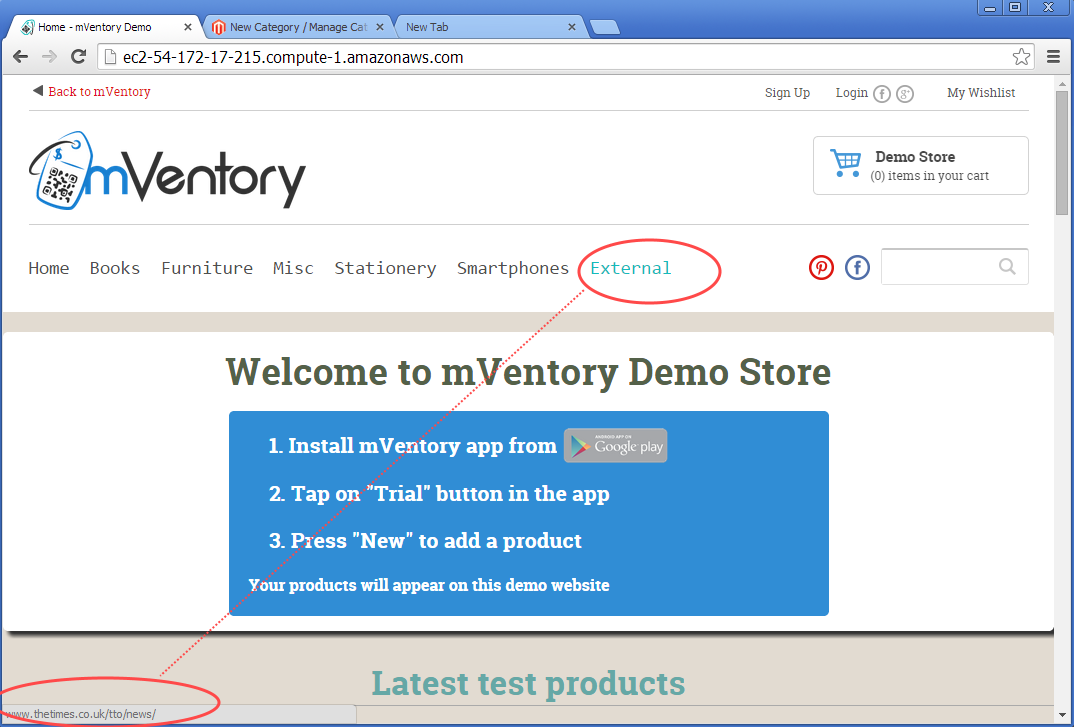 Home - mVentory Demo
New Category / Manage Cat
New Tab
ec2-54-172-17-215.compute-1.amazonaws.com
Back to mVentory
Sign Up
Login
My Wishlist
mVentory
Demo Store
(0) items in your cart
Home Books Furniture Misc Stationery Smartphones External
Welcome to mVentory Demo Store
1. Install mVentory app from
ANDROID APP ON
Google play
2. Tap on "Trial" button in the app
3. Press "New" to add a product
Your products will appear on this demo website
Latest test products
www.thetimes.co.uk/tto/news/